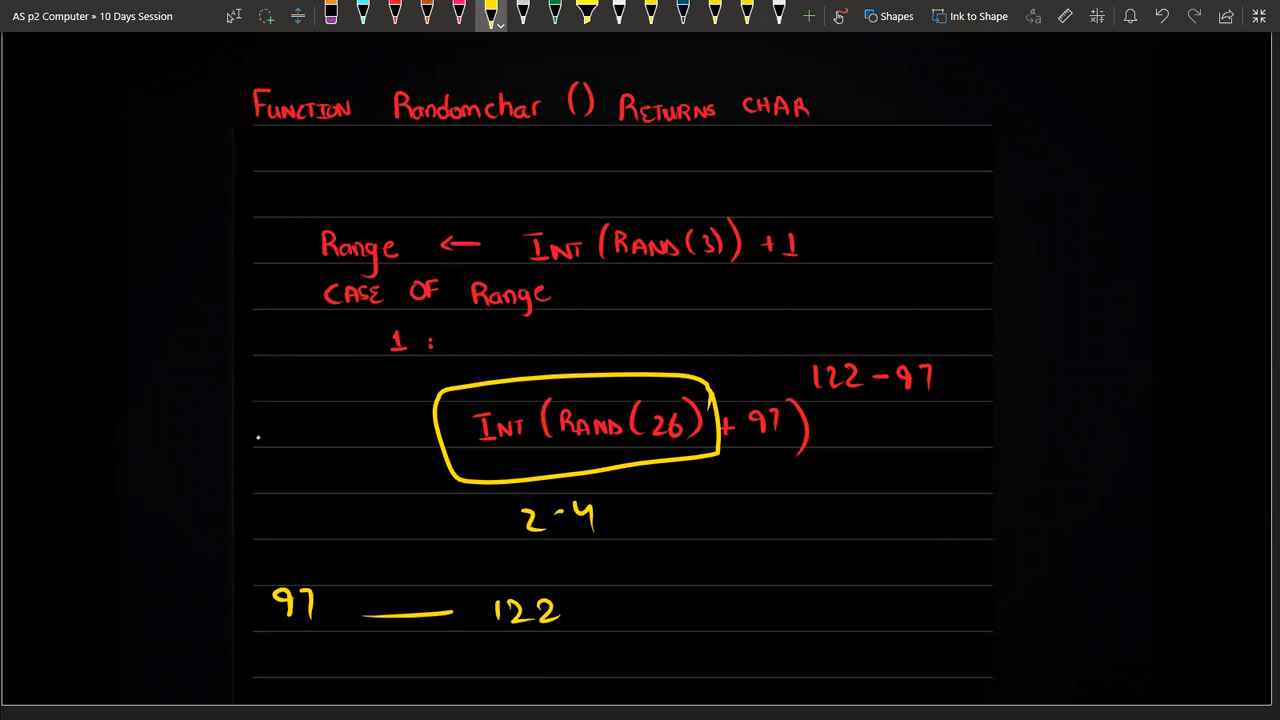 AS p2 Computer » 10 Days Session
Shapes
Ink to Shape
FUNCTION Randomchar () RETURNS CHAR
Range ← INT (RAND(3)) + 1
CASE OF Range
1 :
122 - 97
INT (RAND(26) + 97)
2 - 4
97 — 122